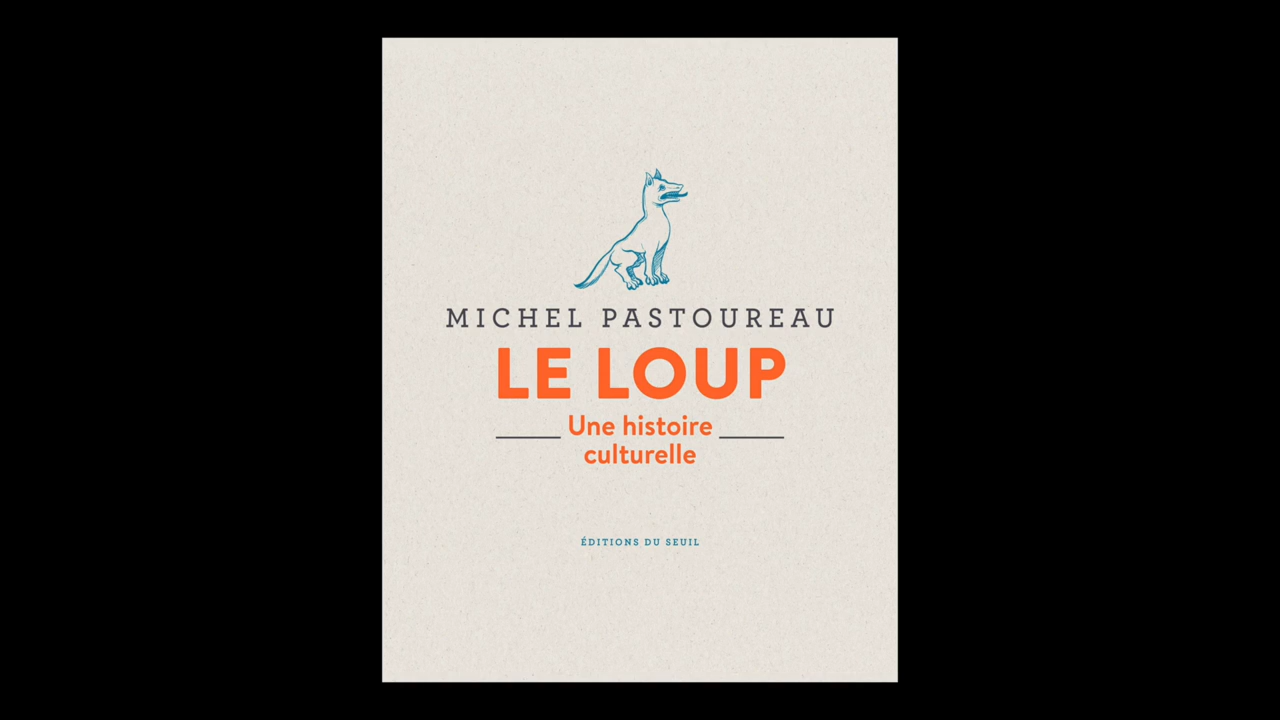 MICHEL PASTOUREAU
LE LOUP
Une histoire
culturelle
ÉDITIONS DU SEUIL